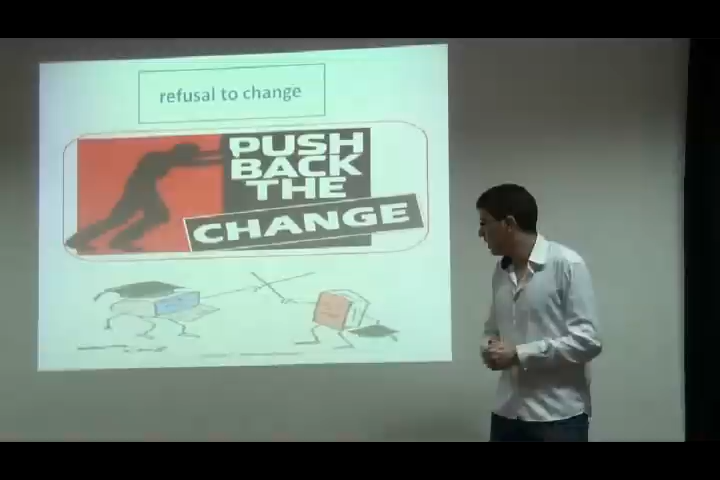 refusal to change
PUSH
BACK
THE
CHANGE